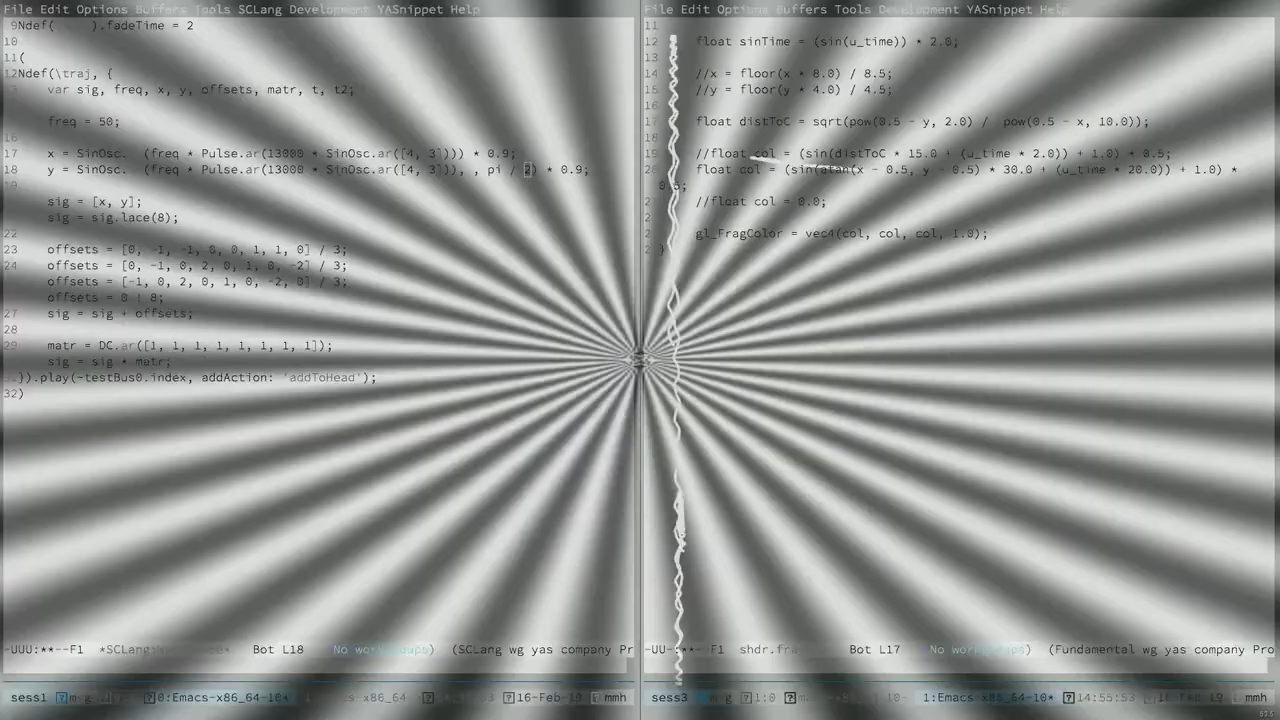 File Edit Options Buffers Tools SCLang Development YASnippet Help
9Ndef( ).fadeTime = 2
10
11(
12Ndef(\traj, {
var sig, freq, x, y, offsets, matr, t, t2;
freq = 50;
16
17 x = SinOsc. (freq * Pulse.ar(13000 * SinOsc.ar([4, 3]))) * 0.9;
18 y = SinOsc. (freq * Pulse.ar(13000 * SinOsc.ar([4, 3])), , pi / 2) * 0.9;
19
sig = [x, y];
sig = sig.lace(8);
22
23 offsets = [0, -1, -1, 0, 0, 1, 1, 0] / 3;
24 offsets = [0, -1, 0, 2, 0, 1, 0, -2] / 3;
offsets = [-1, 0, 2, 0, 1, 0, -2, 0] / 3;
offsets = 0 ! 8;
27 sig = sig + offsets;
28
29 matr = DC.ar([1, 1, 1, 1, 1, 1, 1, 1]);
sig = sig * matr;
}).play(~testBus0.index, addAction: 'addToHead');
32)
-UUU:**--F1 *SCLang: Bot L18 No workgroups) (SCLang wg yas company Pr
sess1 0:Emacs-x86_64-10* x86_64 16-Feb-19 mmh
File Edit Options Buffers Tools Development YASnippet Help
11
12 float sinTime = (sin(u_time)) * 2.0;
13
14 //x = floor(x * 8.0) / 8.5;
15 //y = floor(y * 4.0) / 4.5;
16
17 float distToC = sqrt(pow(0.5 - y, 2.0) / pow(0.5 - x, 10.0));
18
19 //float col = (sin(distToC * 15.0 + (u_time * 2.0)) + 1.0) * 0.5;
20 float col = (sin(atan(x - 0.5, y - 0.5) * 30.0 + (u_time * 20.0)) + 1.0) *
0.5;
//float col = 0.0;
gl_FragColor = vec4(col, col, col, 1.0);
}
-UU-:**--F1 shdr.fra Bot L17 No workgroups) (Fundamental wg yas company Pro
sess3 1:0 1:Emacs-x86_64-10* 14:55:53 mmh